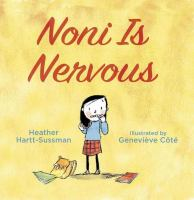 Noni Is
Nervous
Heather
Hartt-Sussman
illustrated by
Geneviève Côté